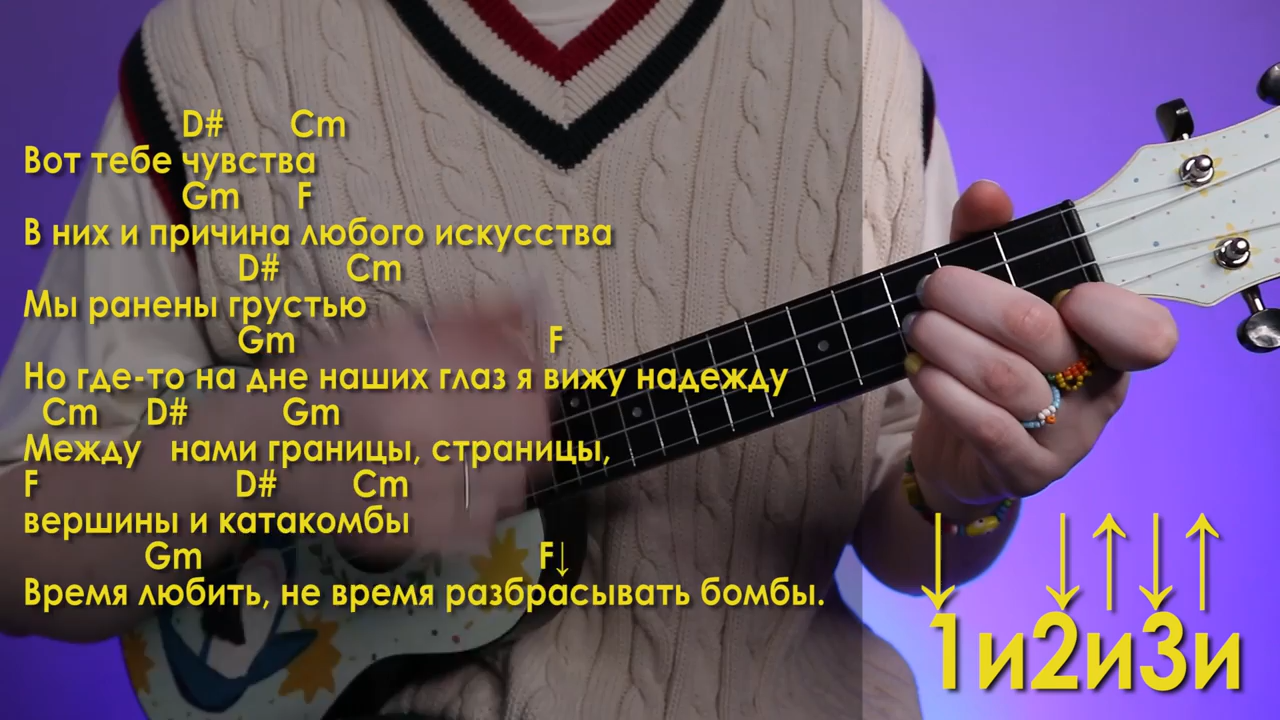 D# Cm
Вот тебе чувства
Gm F
В них и причина любого искусства
D# Cm
Мы ранены грустью
Gm F
Но где-то на дне наших глаз я вижу надежду
Cm D# Gm
Между нами границы, страницы,
F D# Cm
вершины и катакомбы
Gm F↓
Время любить, не время разбрасывать бомбы.
↓ ↓↑↓↑
1и2и3и